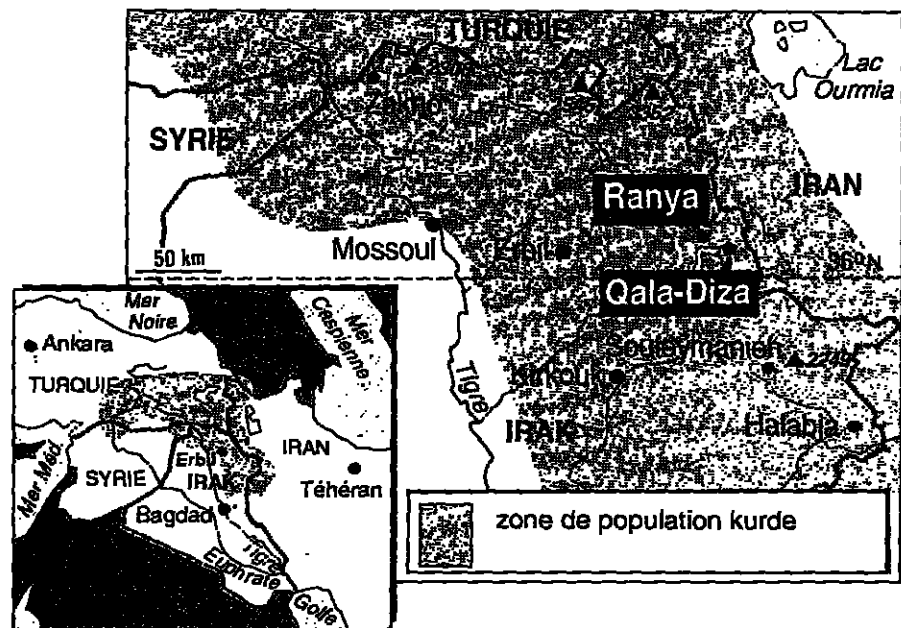 TURQUIE
Lac
Ourmia
Zakho
SYRIE
IRAN
Ranya
Mossoul
Erbil
50 km
36°N
Qala-Diza
Souleymanieh
Kirkouk
Tigre
IRAK
Halabja
zone de population kurde
Mer
Noire
Ankara
Mer
Caspienne
TURQUIE
IRAN
Mer Méd
Erbil
SYRIE
IRAK
Téhéran
Bagdad
Tigre
Euphrate
Golfe